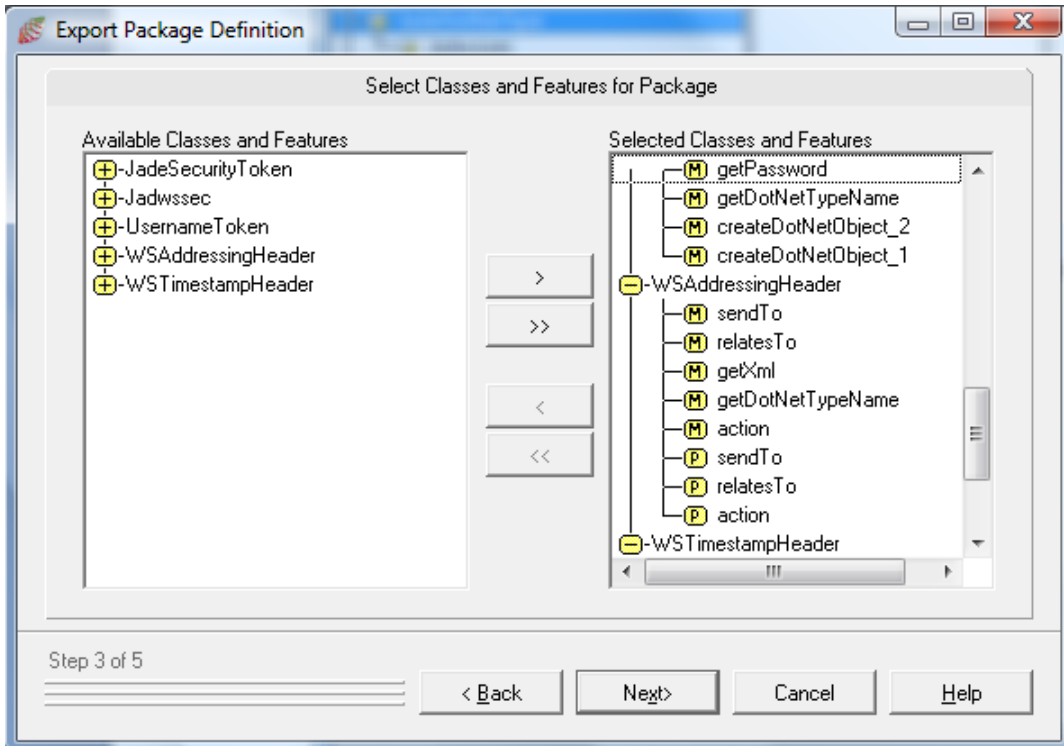 Export Package Definition
Select Classes and Features for Package
Available Classes and Features
JadeSecurityToken
Jadwssec
UsernameToken
WSAddressingHeader
WSTimestampHeader
>
>>
<
<<
Selected Classes and Features
M getPassword
M getDotNetTypeName
M createDotNetObject_2
M createDotNetObject_1
WSAddressingHeader
M sendTo
M relatesTo
M getXml
M getDotNetTypeName
M action
P sendTo
P relatesTo
P action
WSTimestampHeader
Step 3 of 5
< Back
Next>
Cancel
Help